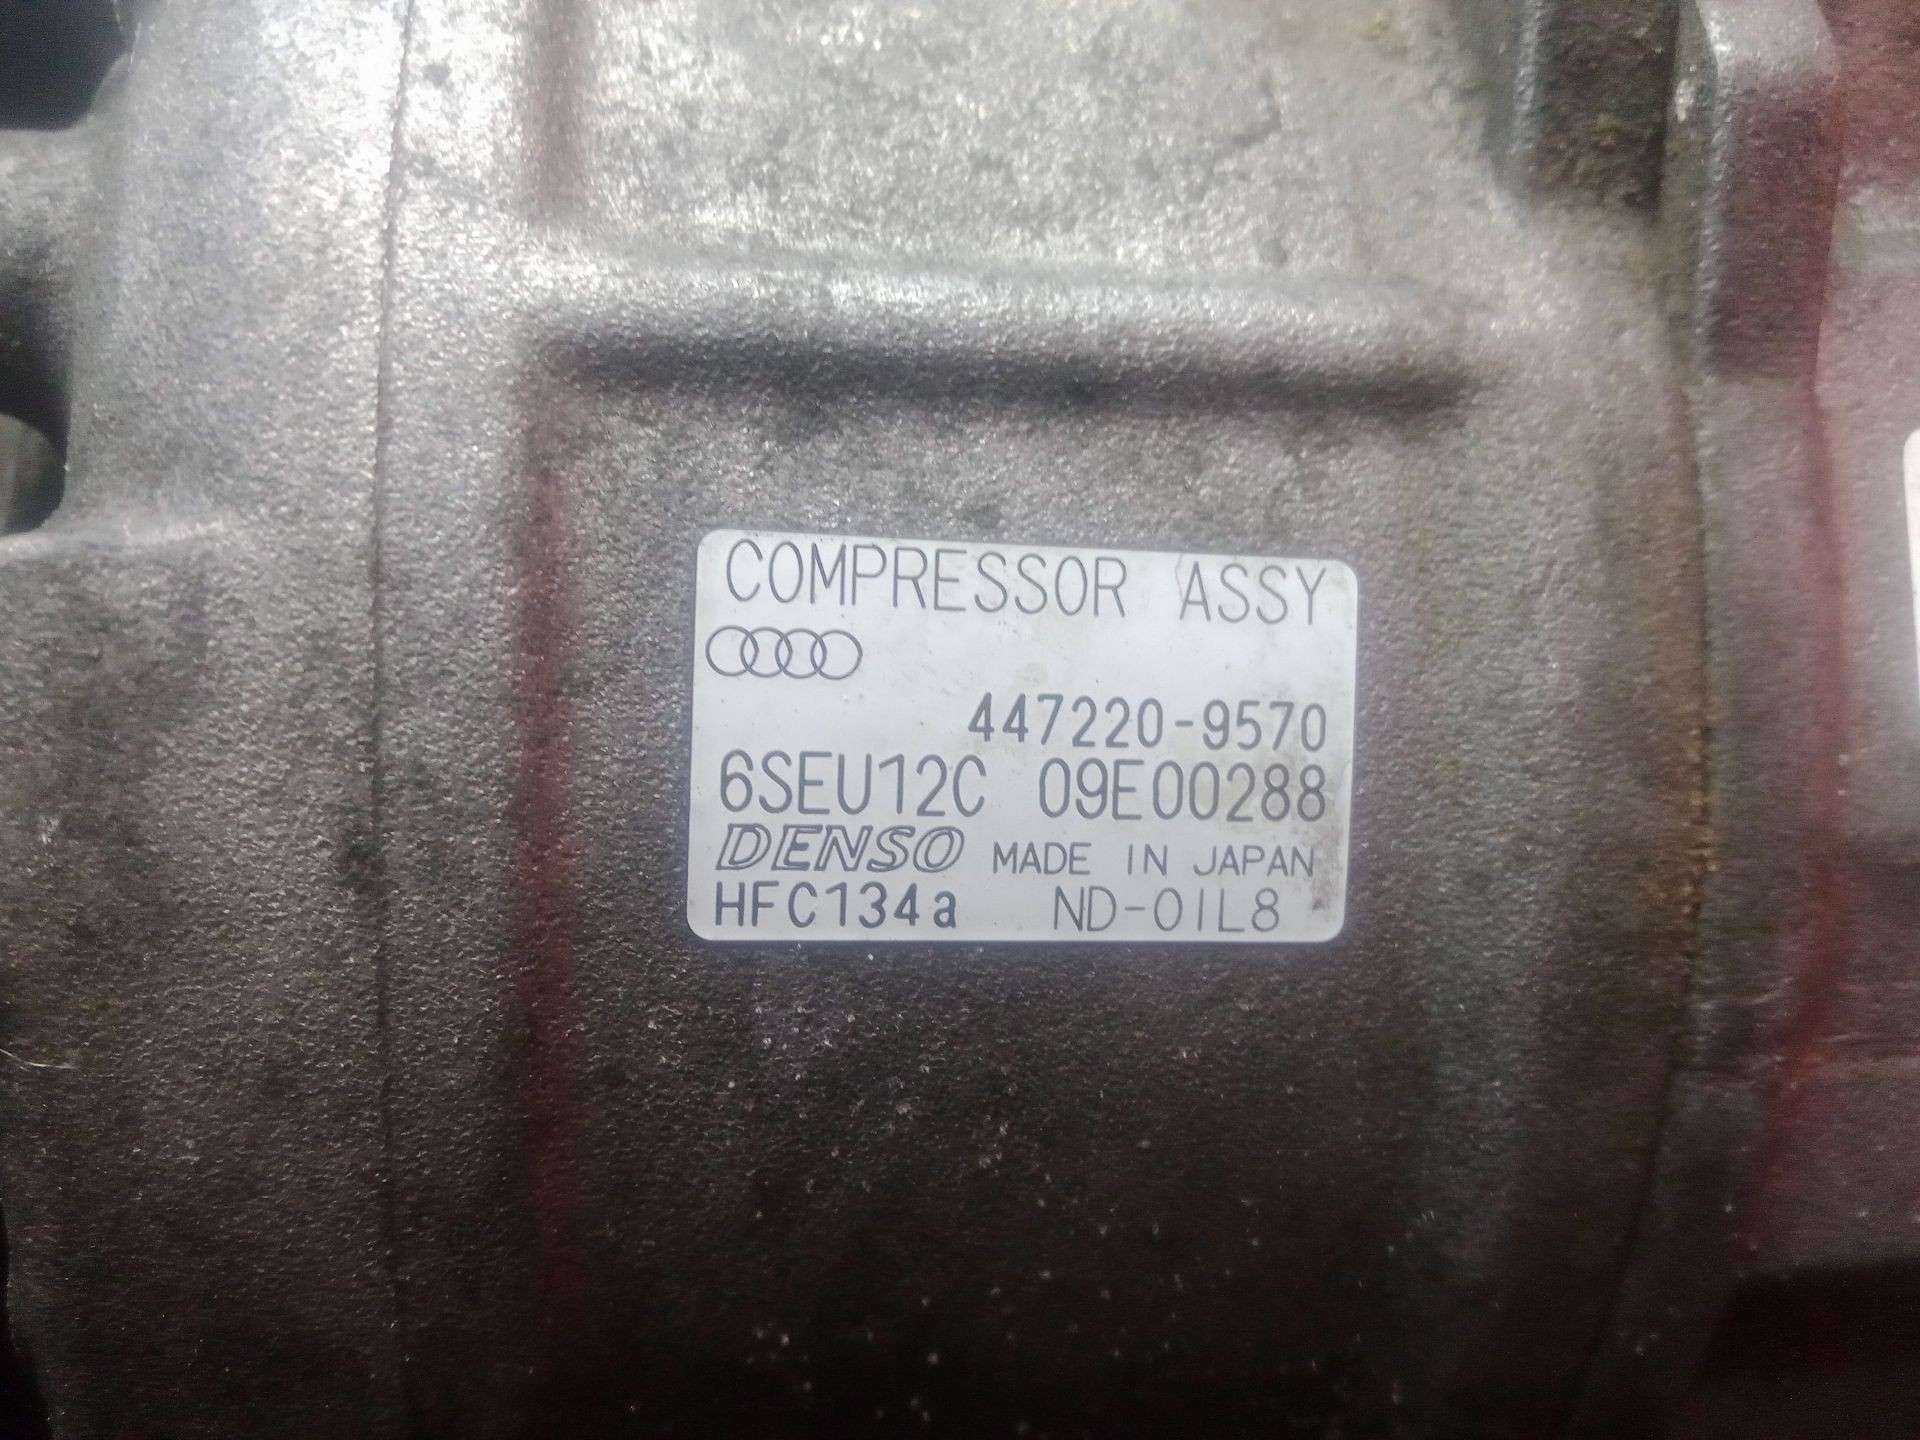 COMPRESSOR ASSY
447220-9570
6SEU12C 09E00288
DENSO MADE IN JAPAN
HFC134a ND-OIL8